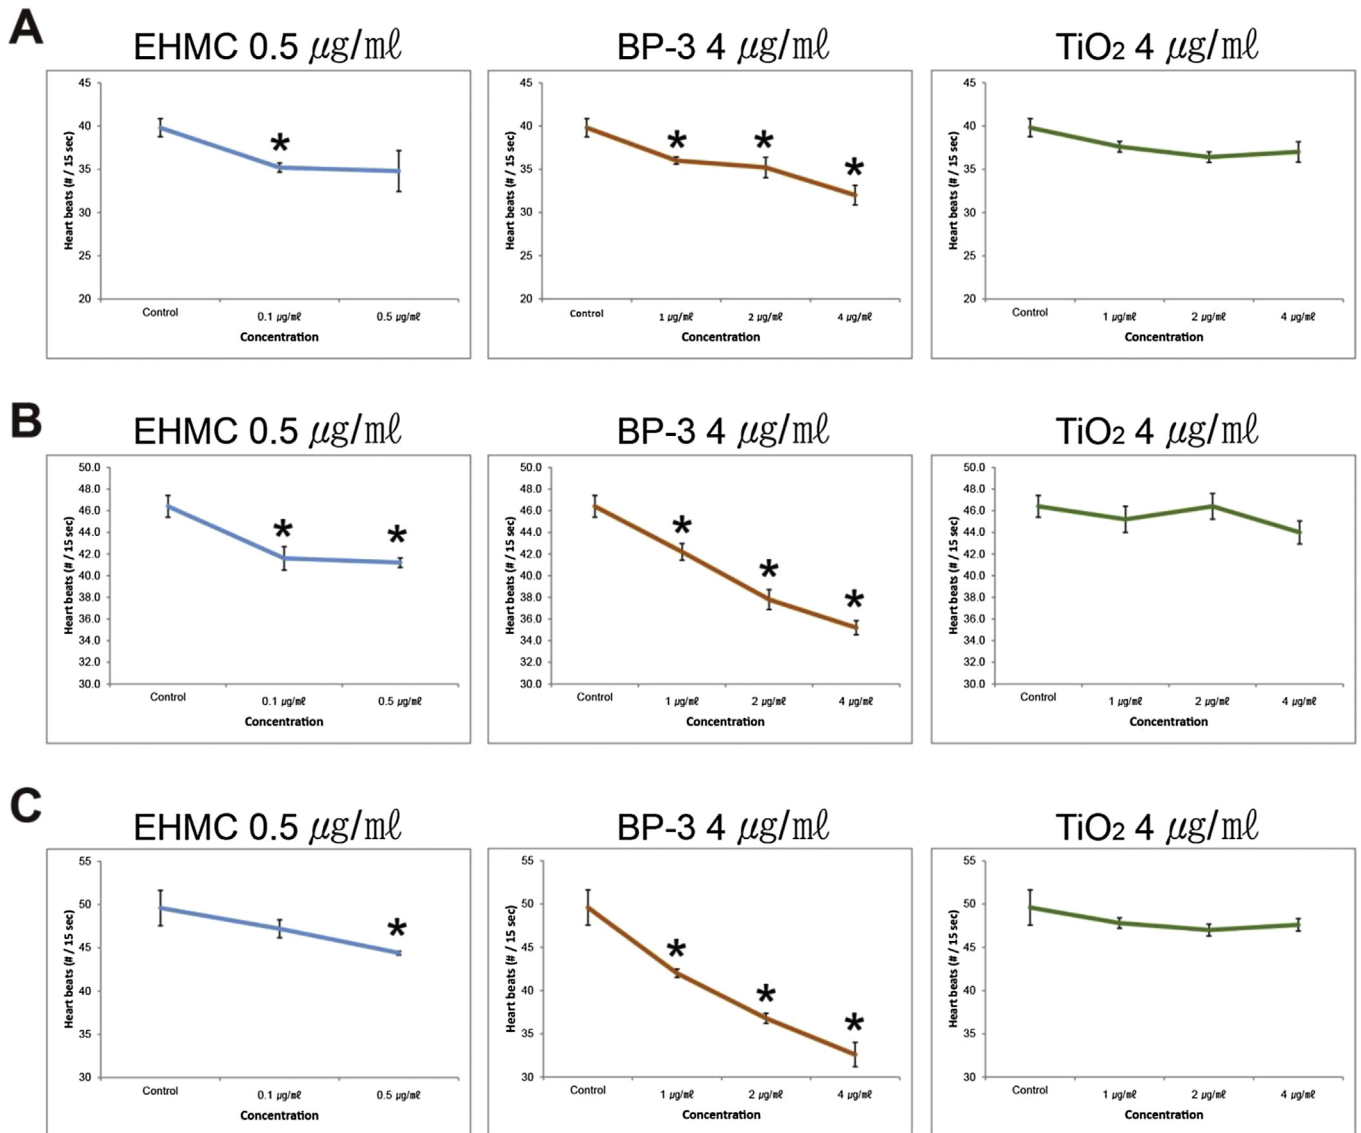 A
EHMC 0.5 μg/mℓ
45
40
35
30
25
20
Heart beats (# / 15 sec)
Control
0.1 μg/mℓ
0.5 μg/mℓ
Concentration
BP-3 4 μg/mℓ
45
40
35
30
25
20
Heart beats (# / 15 sec)
*
*
*
Control
1 μg/mℓ
2 μg/mℓ
4 μg/mℓ
Concentration
TiO2 4 μg/mℓ
45
40
35
30
25
20
Heart beats (# / 15 sec)
Control
1 μg/mℓ
2 μg/mℓ
4 μg/mℓ
Concentration
B
EHMC 0.5 μg/mℓ
50.0
48.0
46.0
44.0
42.0
40.0
38.0
36.0
34.0
32.0
30.0
Heart beats (# / 15 sec)
*
*
Control
0.1 μg/mℓ
0.5 μg/mℓ
Concentration
BP-3 4 μg/mℓ
50.0
48.0
46.0
44.0
42.0
40.0
38.0
36.0
34.0
32.0
30.0
Heart beats (# / 15 sec)
*
*
*
Control
1 μg/mℓ
2 μg/mℓ
4 μg/mℓ
Concentration
TiO2 4 μg/mℓ
50.0
48.0
46.0
44.0
42.0
40.0
38.0
36.0
34.0
32.0
30.0
Heart beats (# / 15 sec)
Control
1 μg/mℓ
2 μg/mℓ
4 μg/mℓ
Concentration
C
EHMC 0.5 μg/mℓ
55
50
45
40
35
30
Heart beats (# / 15 sec)
*
Control
0.1 μg/mℓ
0.5 μg/mℓ
Concentration
BP-3 4 μg/mℓ
55
50
45
40
35
30
Heart beats (# / 15 sec)
*
*
*
Control
1 μg/mℓ
2 μg/mℓ
4 μg/mℓ
Concentration
TiO2 4 μg/mℓ
55
50
45
40
35
30
Heart beats (# / 15 sec)
Control
1 μg/mℓ
2 μg/mℓ
4 μg/mℓ
Concentration